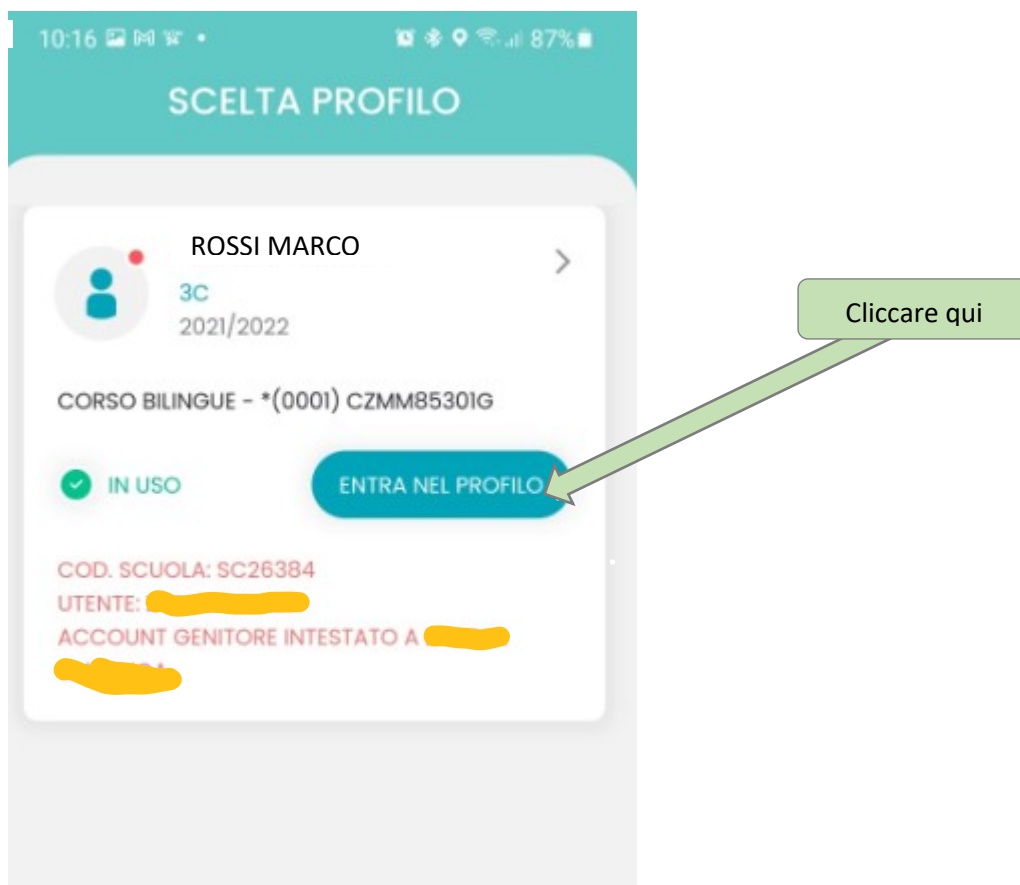 10:16
87%
SCELTA PROFILO
ROSSI MARCO
3C
2021/2022
CORSO BILINGUE - *(0001) CZMM85301G
IN USO
ENTRA NEL PROFILO
Cliccare qui
COD. SCUOLA: SC26384
UTENTE:
ACCOUNT GENITORE INTESTATO A